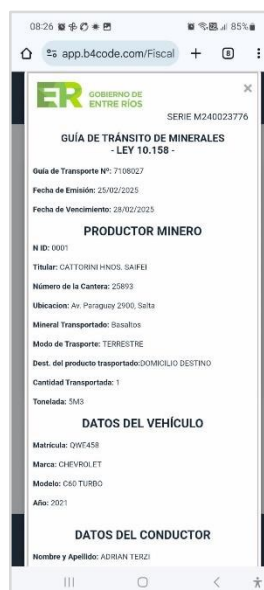 08:26
85%
app.b4code.com/Fiscal
8
ER GOBIERNO DE
ENTRE RÍOS
SERIE M240023776
GUÍA DE TRÁNSITO DE MINERALES
- LEY 10.158 -
Guía de Transporte Nº: 7108027
Fecha de Emisión: 25/02/2025
Fecha de Vencimiento: 28/02/2025
PRODUCTOR MINERO
N ID: 0001
Titular: CATTORINI HNOS. SAIFEI
Número de la Cantera: 25893
Ubicacion: Av. Paraguay 2900, Salta
Mineral Transportado: Basaltos
Modo de Trasporte: TERRESTRE
Dest. del producto trasportado:DOMICILIO DESTINO
Cantidad Transportada: 1
Tonelada: 5M3
DATOS DEL VEHÍCULO
Matrícula: QWE458
Marca: CHEVROLET
Modelo: C60 TURBO
Año: 2021
DATOS DEL CONDUCTOR
Nombre y Apellido: ADRIAN TERZI